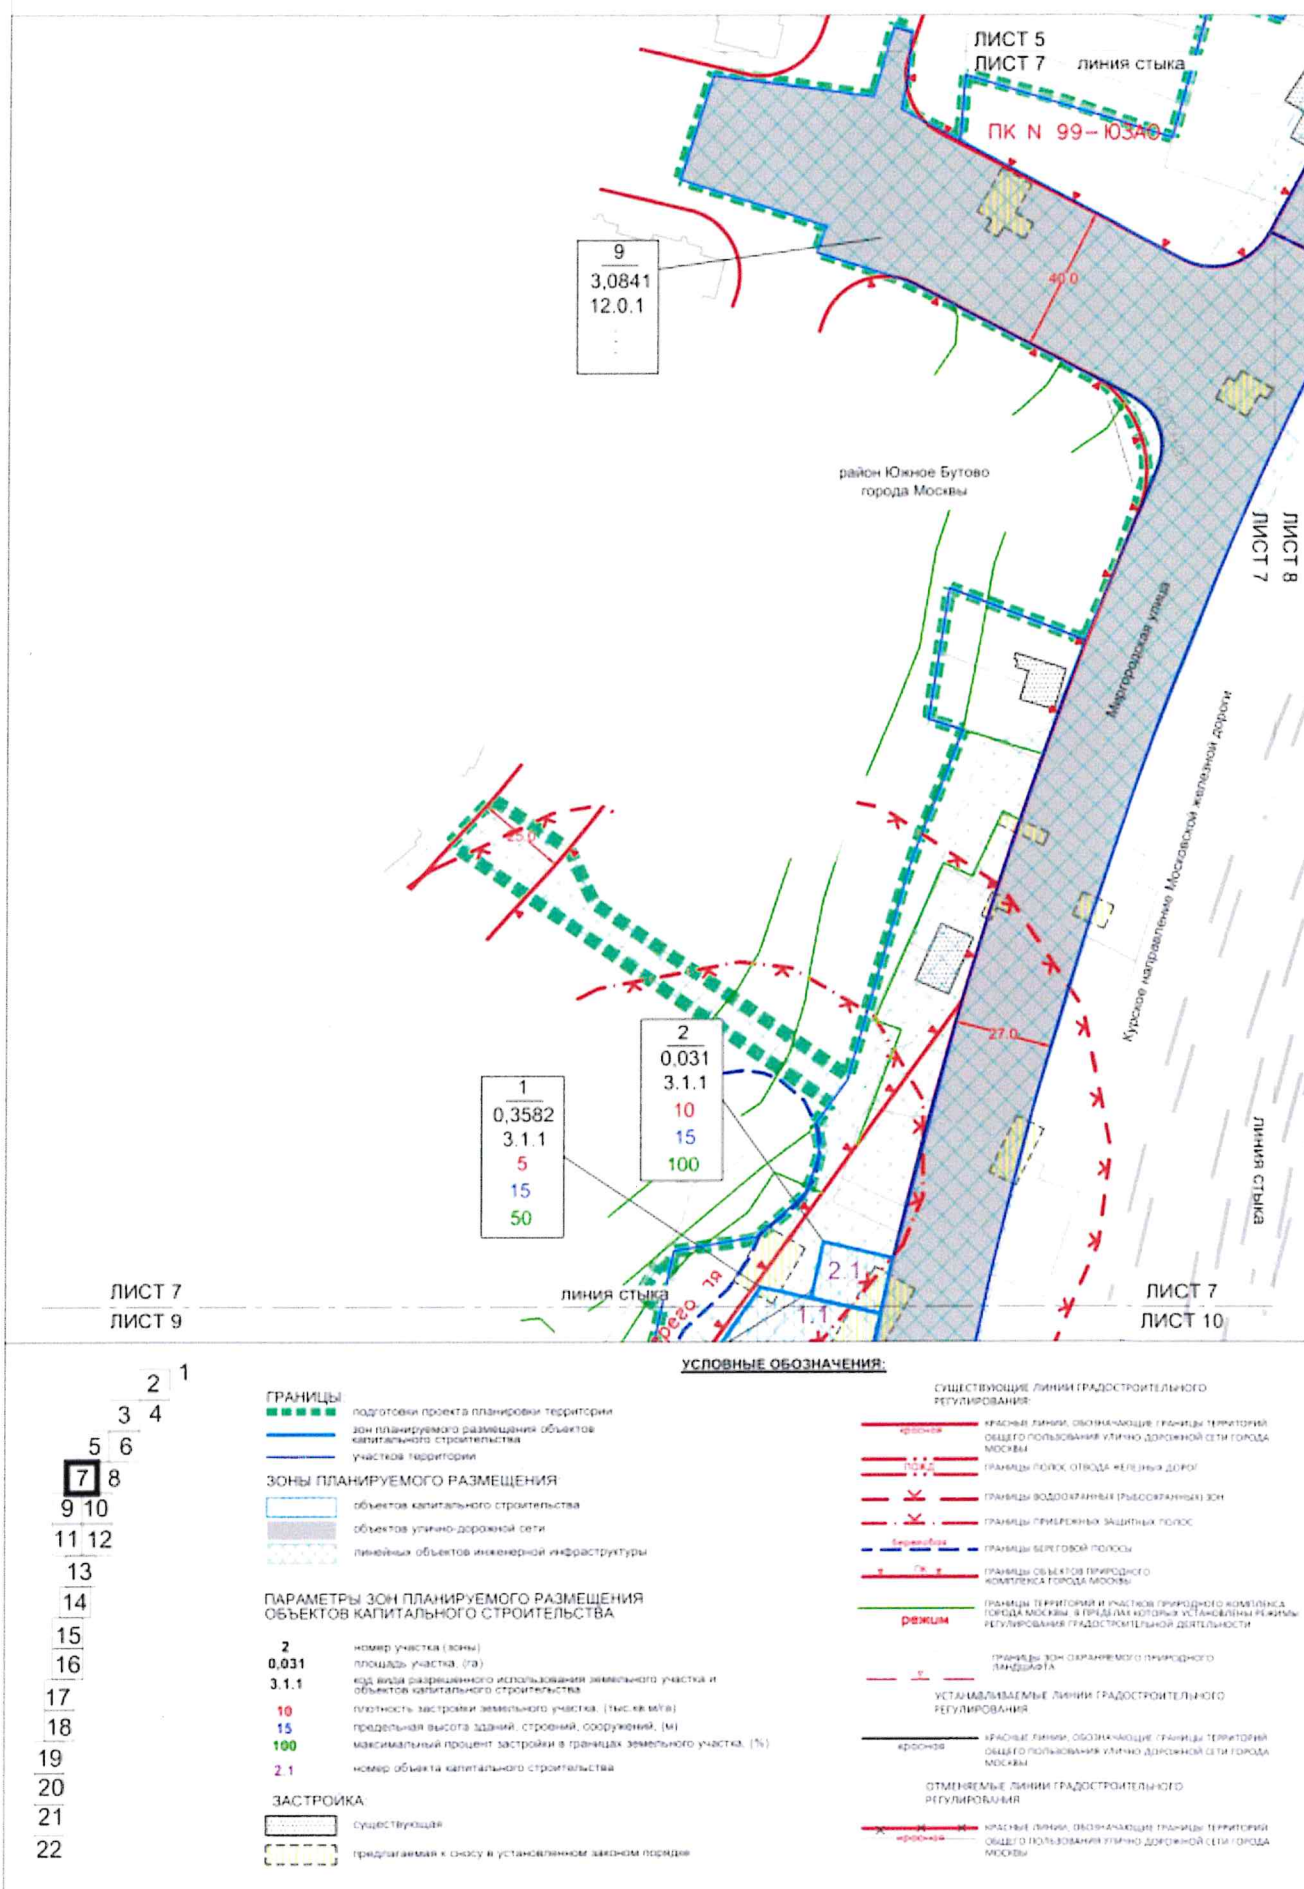 ЛИСТ 5
ЛИСТ 7
линия стыка
ПК N 99-ЮЗАО
9
3,0841
12.0.1
40.0
район Южное Бутово
города Москвы
ЛИСТ 8
ЛИСТ 7
Миргородская улица
Курское направление Московской железной дороги
25.0
27.0
2
0,031
3.1.1
10
15
100
1
0,3582
3.1.1
5
15
50
линия стыка
2.1
1.1
ЛИСТ 7
ЛИСТ 9
линия стыка
ЛИСТ 7
ЛИСТ 10
1
2
3 4
5 6
7 8
9 10
11 12
13
14
15
16
17
18
19
20
21
22
УСЛОВНЫЕ ОБОЗНАЧЕНИЯ:
ГРАНИЦЫ
подготовки проекта планировки территории
зон планируемого размещения объектов
капитального строительства
участков территории
ЗОНЫ ПЛАНИРУЕМОГО РАЗМЕЩЕНИЯ
объектов капитального строительства
объектов улично-дорожной сети
линейных объектов инженерной инфраструктуры
ПАРАМЕТРЫ ЗОН ПЛАНИРУЕМОГО РАЗМЕЩЕНИЯ
ОБЪЕКТОВ КАПИТАЛЬНОГО СТРОИТЕЛЬСТВА
2 номер участка (зоны)
0,031 площадь участка, (га)
3.1.1 код вида разрешенного использования земельного участка и
объектов капитального строительства
10 плотность застройки земельного участка, (тыс.кв.м/га)
15 предельная высота зданий, строений, сооружений, (м)
100 максимальный процент застройки в границах земельного участка, (%)
2.1 номер объекта капитального строительства
ЗАСТРОЙКА:
существующая
предлагаемая к сносу в установленном законом порядке
СУЩЕСТВУЮЩИЕ ЛИНИИ ГРАДОСТРОИТЕЛЬНОГО
РЕГУЛИРОВАНИЯ:
красная
КРАСНЫЕ ЛИНИИ, ОБОЗНАЧАЮЩИЕ ГРАНИЦЫ ТЕРРИТОРИЙ
ОБЩЕГО ПОЛЬЗОВАНИЯ УЛИЧНО-ДОРОЖНОЙ СЕТИ ГОРОДА
МОСКВЫ
ПОЖД
ГРАНИЦЫ ПОЛОС ОТВОДА ЖЕЛЕЗНЫХ ДОРОГ
ГРАНИЦЫ ВОДООХРАННЫХ (РЫБООХРАННЫХ) ЗОН
ГРАНИЦЫ ПРИБРЕЖНЫХ ЗАЩИТНЫХ ПОЛОС
береговая
ГРАНИЦЫ БЕРЕГОВОЙ ПОЛОСЫ
ПК
ГРАНИЦЫ ОБЪЕКТОВ ПРИРОДНОГО
КОМПЛЕКСА ГОРОДА МОСКВЫ
режим
ГРАНИЦЫ ТЕРРИТОРИЙ И УЧАСТКОВ ПРИРОДНОГО КОМПЛЕКСА
ГОРОДА МОСКВЫ, В ПРЕДЕЛАХ КОТОРЫХ УСТАНОВЛЕНЫ РЕЖИМЫ
РЕГУЛИРОВАНИЯ ГРАДОСТРОИТЕЛЬНОЙ ДЕЯТЕЛЬНОСТИ
ГРАНИЦЫ ЗОН ОХРАНЯЕМОГО ПРИРОДНОГО
ЛАНДШАФТА
УСТАНАВЛИВАЕМЫЕ ЛИНИИ ГРАДОСТРОИТЕЛЬНОГО
РЕГУЛИРОВАНИЯ
красная
КРАСНЫЕ ЛИНИИ, ОБОЗНАЧАЮЩИЕ ГРАНИЦЫ ТЕРРИТОРИЙ
ОБЩЕГО ПОЛЬЗОВАНИЯ УЛИЧНО-ДОРОЖНОЙ СЕТИ ГОРОДА
МОСКВЫ
ОТМЕНЯЕМЫЕ ЛИНИИ ГРАДОСТРОИТЕЛЬНОГО
РЕГУЛИРОВАНИЯ
красная
КРАСНЫЕ ЛИНИИ, ОБОЗНАЧАЮЩИЕ ГРАНИЦЫ ТЕРРИТОРИЙ
ОБЩЕГО ПОЛЬЗОВАНИЯ УЛИЧНО-ДОРОЖНОЙ СЕТИ ГОРОДА
МОСКВЫ